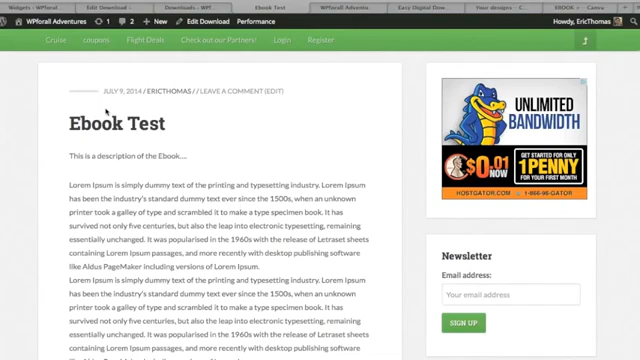 Widgets - WPforall
Edit Download
Downloads - WPF
Ebook Test
WPforall Adventu
Easy Digital Dow
Your designs - C
EBOOK + Canva
WPforall Adventures 1 2 New Edit Download Performance Howdy, EricThomas
Cruise coupons Flight Deals Check out our Partners! Login Register
JULY 9, 2014 / ERICTHOMAS / / LEAVE A COMMENT (EDIT)
Ebook Test
This is a description of the Ebook....
Lorem Ipsum is simply dummy text of the printing and typesetting industry. Lorem Ipsum
has been the industry's standard dummy text ever since the 1500s, when an unknown
printer took a galley of type and scrambled it to make a type specimen book. It has
survived not only five centuries, but also the leap into electronic typesetting, remaining
essentially unchanged. It was popularised in the 1960s with the release of Letraset sheets
containing Lorem Ipsum passages, and more recently with desktop publishing software
like Aldus PageMaker including versions of Lorem Ipsum.
Lorem Ipsum is simply dummy text of the printing and typesetting industry. Lorem Ipsum
has been the industry's standard dummy text ever since the 1500s, when an unknown
printer took a galley of type and scrambled it to make a type specimen book. It has
survived not only five centuries, but also the leap into electronic typesetting, remaining
essentially unchanged. It was popularised in the 1960s with the release of Letraset sheets
containing Lorem Ipsum passages, and more recently with desktop publishing software
UNLIMITED
BANDWIDTH
$0.01
NOW
GET STARTED FOR ONLY
1 PENNY
FOR YOUR FIRST MONTH
HOSTGATOR.COM 1-866-96-GATOR
Newsletter
Email address:
Your email address
SIGN UP